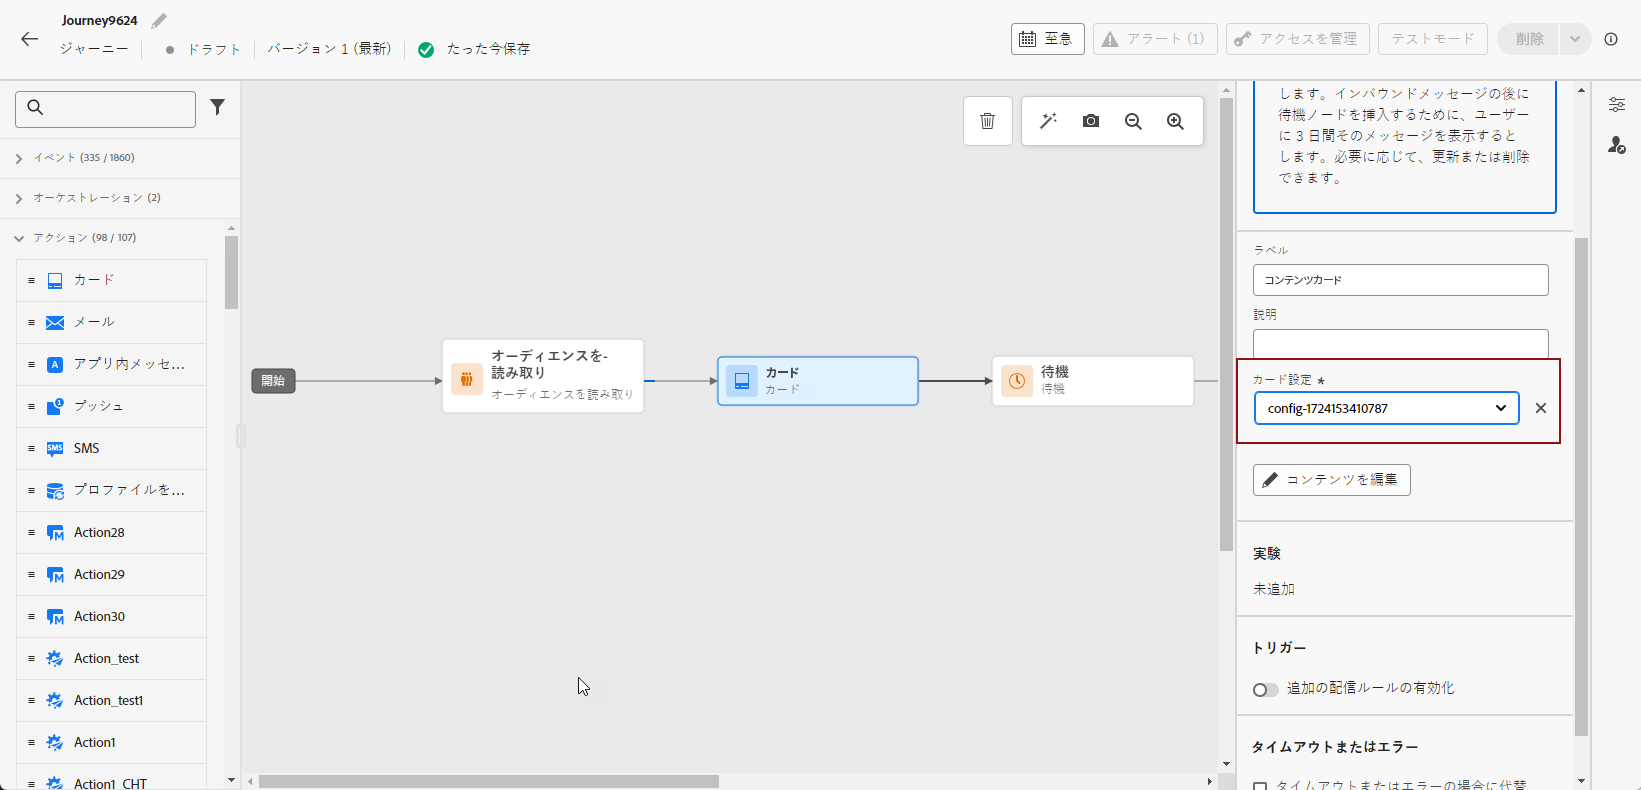 Journey9624
ジャーニー ドラフト バージョン 1 (最新) たった今保存
至急 アラート (1) アクセスを管理 テストモード 削除
イベント (335 / 1860)
オーケストレーション (2)
アクション (98 / 107)
カード
メール
アプリ内メッセ...
プッシュ
SMS
プロファイルを...
Action28
Action29
Action30
Action_test
Action_test1
Action1
Action1_CHT
開始
オーディエンスを-
読み取り
オーディエンスを読み取り
カード
カード
待機
待機
します。インバウンドメッセージの後に
待機ノードを挿入するために、ユーザー
に 3 日間そのメッセージを表示すると
します。必要に応じて、更新または削除
できます。
ラベル
コンテンツカード
説明
カード設定 *
config-1724153410787
コンテンツを編集
実験
未追加
トリガー
追加の配信ルールの有効化
タイムアウトまたはエラー
タイムアウトまたはエラーの場合に代替